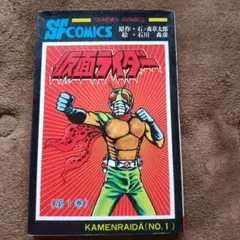 SUNDAY COMICS
SF COMICS
原作・石ノ森章太郎
絵・石川森彦
仮面ライダー
《第1巻》
KAMENRAIDĀ(NO.1)